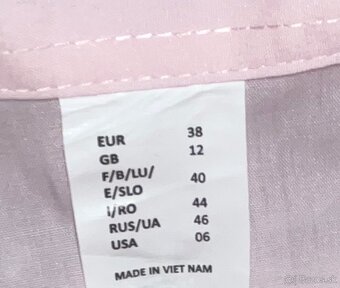 EUR 38
GB 12
F/B/LU/
E/SLO 40
I/RO 44
RUS/UA 46
USA 06
MADE IN VIET NAM